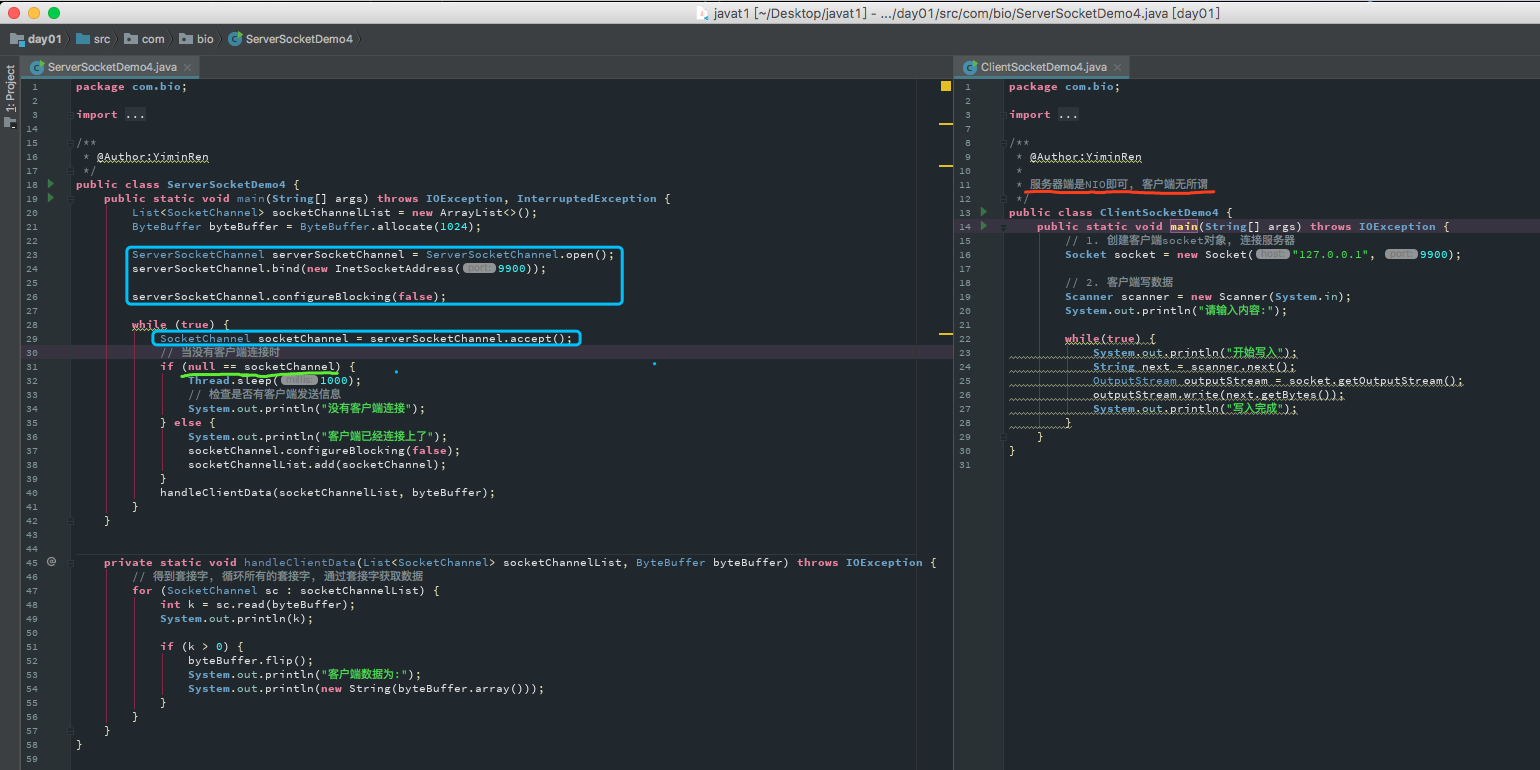 javat1 [~/Desktop/javat1] - .../day01/src/com/bio/ServerSocketDemo4.java [day01]
day01 src com bio ServerSocketDemo4
1: Project
ServerSocketDemo4.java
1 package com.bio;
2
3 import ...
14
15 /**
16 * @Author:YiminRen
17 */
18 public class ServerSocketDemo4 {
19 public static void main(String[] args) throws IOException, InterruptedException {
20 List<SocketChannel> socketChannelList = new ArrayList<>();
21 ByteBuffer byteBuffer = ByteBuffer.allocate(1024);
22
23 ServerSocketChannel serverSocketChannel = ServerSocketChannel.open();
24 serverSocketChannel.bind(new InetSocketAddress( port: 9900));
25
26 serverSocketChannel.configureBlocking(false);
27
28 while (true) {
29 SocketChannel socketChannel = serverSocketChannel.accept();
30 // 当没有客户端连接时
31 if (null == socketChannel) {
32 Thread.sleep( millis: 1000);
33 // 检查是否有客户端发送信息
34 System.out.println("没有客户端连接");
35 } else {
36 System.out.println("客户端已经连接上了");
37 socketChannel.configureBlocking(false);
38 socketChannelList.add(socketChannel);
39 }
40 handleClientData(socketChannelList, byteBuffer);
41 }
42 }
43
44
45 @ private static void handleClientData(List<SocketChannel> socketChannelList, ByteBuffer byteBuffer) throws IOException {
46 // 得到套接字, 循环所有的套接字, 通过套接字获取数据
47 for (SocketChannel sc : socketChannelList) {
48 int k = sc.read(byteBuffer);
49 System.out.println(k);
50
51 if (k > 0) {
52 byteBuffer.flip();
53 System.out.println("客户端数据为:");
54 System.out.println(new String(byteBuffer.array()));
55 }
56 }
57 }
58 }
59
ClientSocketDemo4.java
1 package com.bio;
2
3 import ...
7
8 /**
9 * @Author:YiminRen
10 *
11 * 服务器端是NIO即可, 客户端无所谓
12 */
13 public class ClientSocketDemo4 {
14 public static void main(String[] args) throws IOException {
15 // 1. 创建客户端socket对象, 连接服务器
16 Socket socket = new Socket( host: "127.0.0.1", port: 9900);
17
18 // 2. 客户端写数据
19 Scanner scanner = new Scanner(System.in);
20 System.out.println("请输入内容:");
21
22 while(true) {
23 System.out.println("开始写入");
24 String next = scanner.next();
25 OutputStream outputStream = socket.getOutputStream();
26 outputStream.write(next.getBytes());
27 System.out.println("写入完成");
28 }
29 }
30 }
31